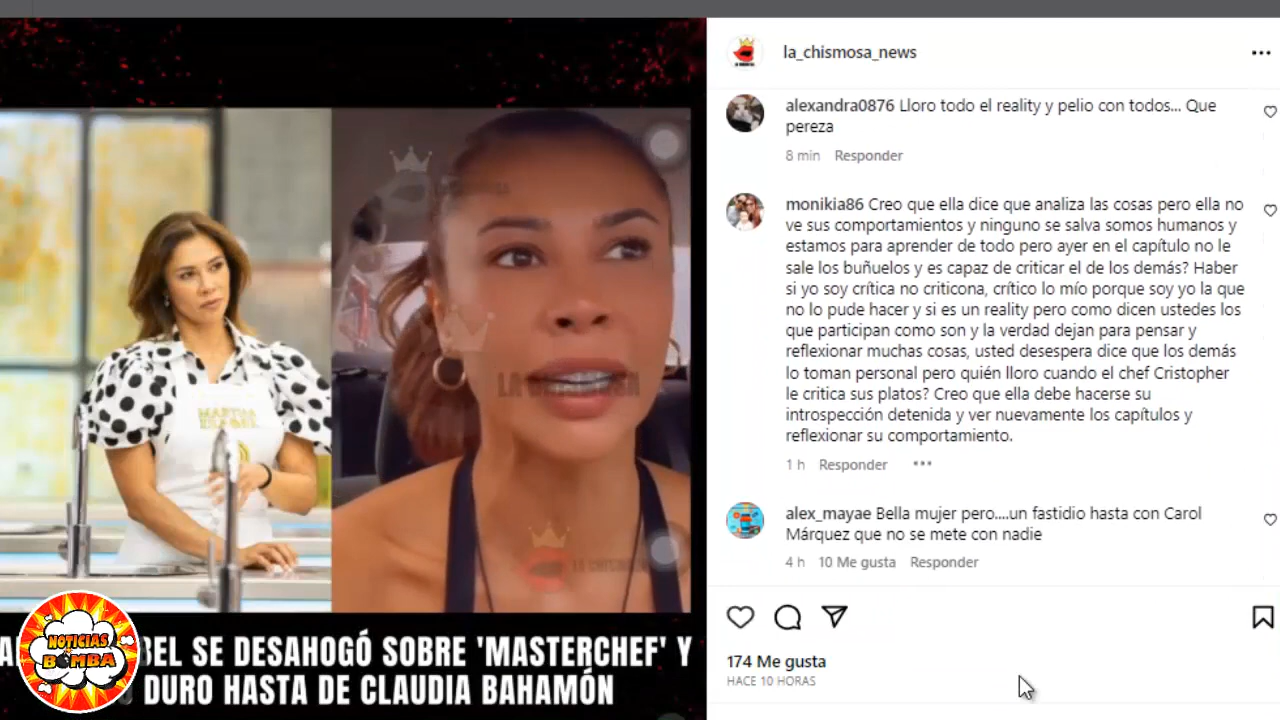 la_chismosa_news
alexandra0876 Lloro todo el reality y pelio con todos... Que
pereza
8 min Responder
monikia86 Creo que ella dice que analiza las cosas pero ella no
ve sus comportamientos y ninguno se salva somos humanos y
estamos para aprender de todo pero ayer en el capítulo no le
sale los buñuelos y es capaz de criticar el de los demás? Haber
si yo soy crítica no criticona, crítico lo mío porque soy yo la que
no lo pude hacer y si es un reality pero como dicen ustedes los
que participan como son y la verdad dejan para pensar y
reflexionar muchas cosas, usted desespera dice que los demás
lo toman personal pero quién lloro cuando el chef Cristopher
le critica sus platos? Creo que ella debe hacerse su
introspección detenida y ver nuevamente los capítulos y
reflexionar su comportamiento.
1 h Responder
alex_mayae Bella mujer pero....un fastidio hasta con Carol
Márquez que no se mete con nadie
4 h 10 Me gusta Responder
174 Me gusta
HACE 10 HORAS
MARTHA
ISABEL
LA CHISMOSA
BEL SE DESAHOGÓ SOBRE 'MASTERCHEF' Y
DURO HASTA DE CLAUDIA BAHAMÓN
NOTICIAS
BOMBA